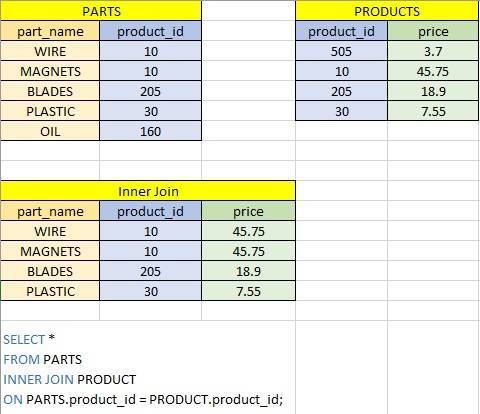 PARTS PRODUCTS
part_name product_id product_id price
WIRE 10 505 3.7
MAGNETS 10 10 45.75
BLADES 205 205 18.9
PLASTIC 30 30 7.55
OIL 160
Inner Join
part_name product_id price
WIRE 10 45.75
MAGNETS 10 45.75
BLADES 205 18.9
PLASTIC 30 7.55
SELECT *
FROM PARTS
INNER JOIN PRODUCT
ON PARTS.product_id = PRODUCT.product_id;